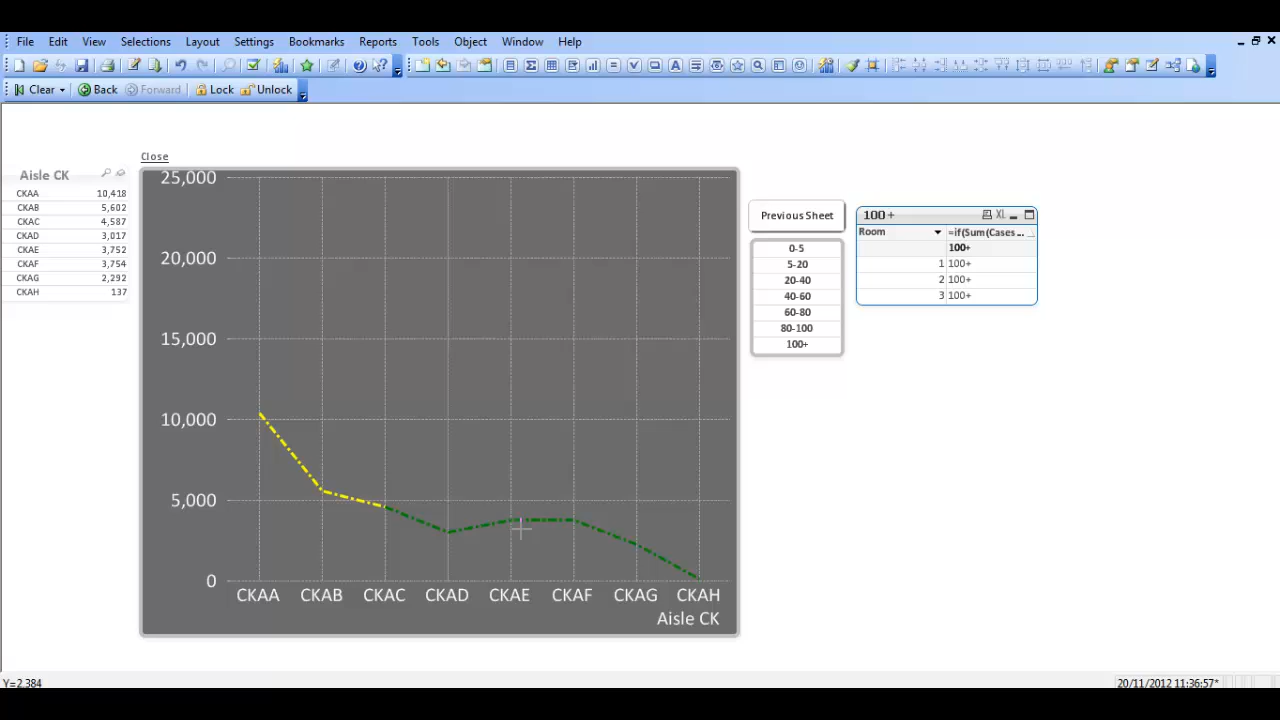 File Edit View Selections Layout Settings Bookmarks Reports Tools Object Window Help
Clear Back Forward Lock Unlock
Close
Aisle CK
CKAA 10,418
CKAB 5,602
CKAC 4,587
CKAD 3,017
CKAE 3,752
CKAF 3,754
CKAG 2,292
CKAH 137
25,000
20,000
15,000
10,000
5,000
0
CKAA CKAB CKAC CKAD CKAE CKAF CKAG CKAH
Aisle CK
Previous Sheet
0-5
5-20
20-40
40-60
60-80
80-100
100+
100+ XL
Room =if(Sum(Cases ...
100+
1 100+
2 100+
3 100+
Y=2.384 20/11/2012 11:36:57*